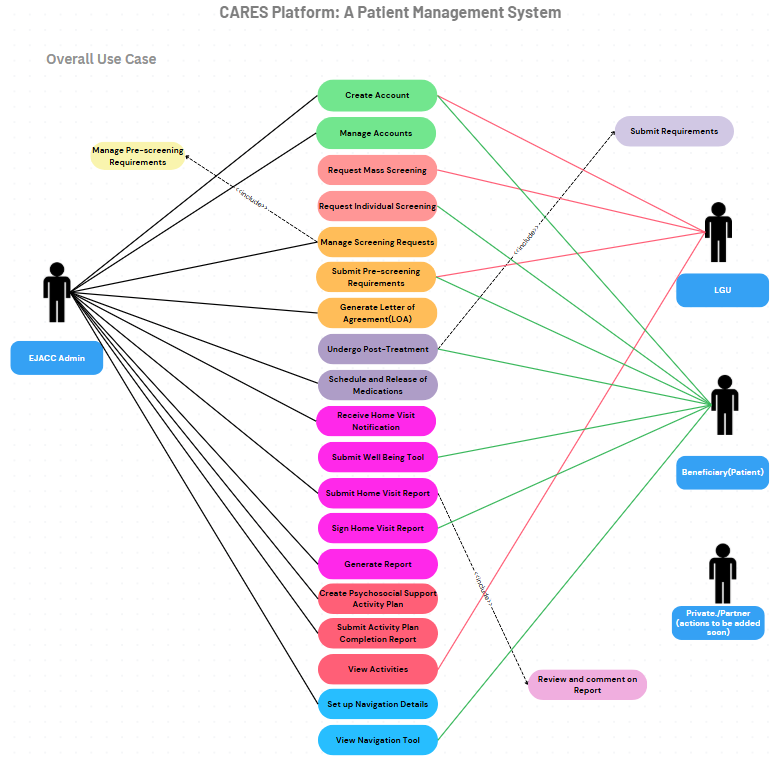 CARES Platform: A Patient Management System
Overall Use Case
Create Account
Manage Accounts
Submit Requirements
Manage Pre-screening
Requirements
Request Mass Screening
<<include>>
Request Individual Screening
Manage Screening Requests
<<include>>
Submit Pre-screening
Requirements
LGU
Generate Letter of
Agreement(LOA)
EJACC Admin
Undergo Post-Treatment
Schedule and Release of
Medications
Receive Home Visit
Notification
Submit Well Being Tool
Beneficiary(Patient)
Submit Home Visit Report
Sign Home Visit Report
Generate Report
<<include>>
Create Psychosocial Support
Activity Plan
Private./Partner
(actions to be added
soon)
Submit Activity Plan
Completion Report
View Activities
Review and comment on
Report
Set up Navigation Details
View Navigation Tool